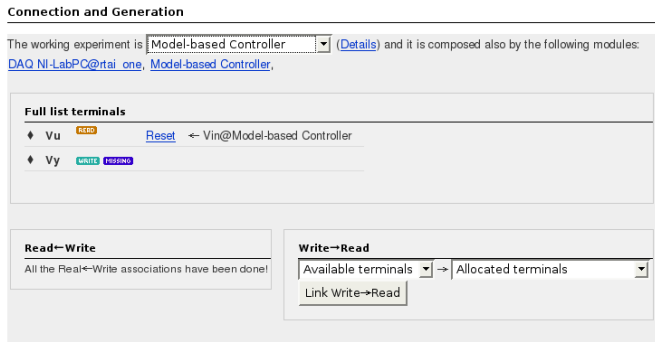 Connection and Generation
The working experiment is Model-based Controller (Details) and it is composed also by the following modules:
DAQ NI-LabPC@rtai_one, Model-based Controller,
Full list terminals
Vu READ Reset ← Vin@Model-based Controller
Vy WRITE MISSING
Read←Write
All the Real←Write associations have been done!
Write→Read
Available terminals → Allocated terminals
Link Write→Read